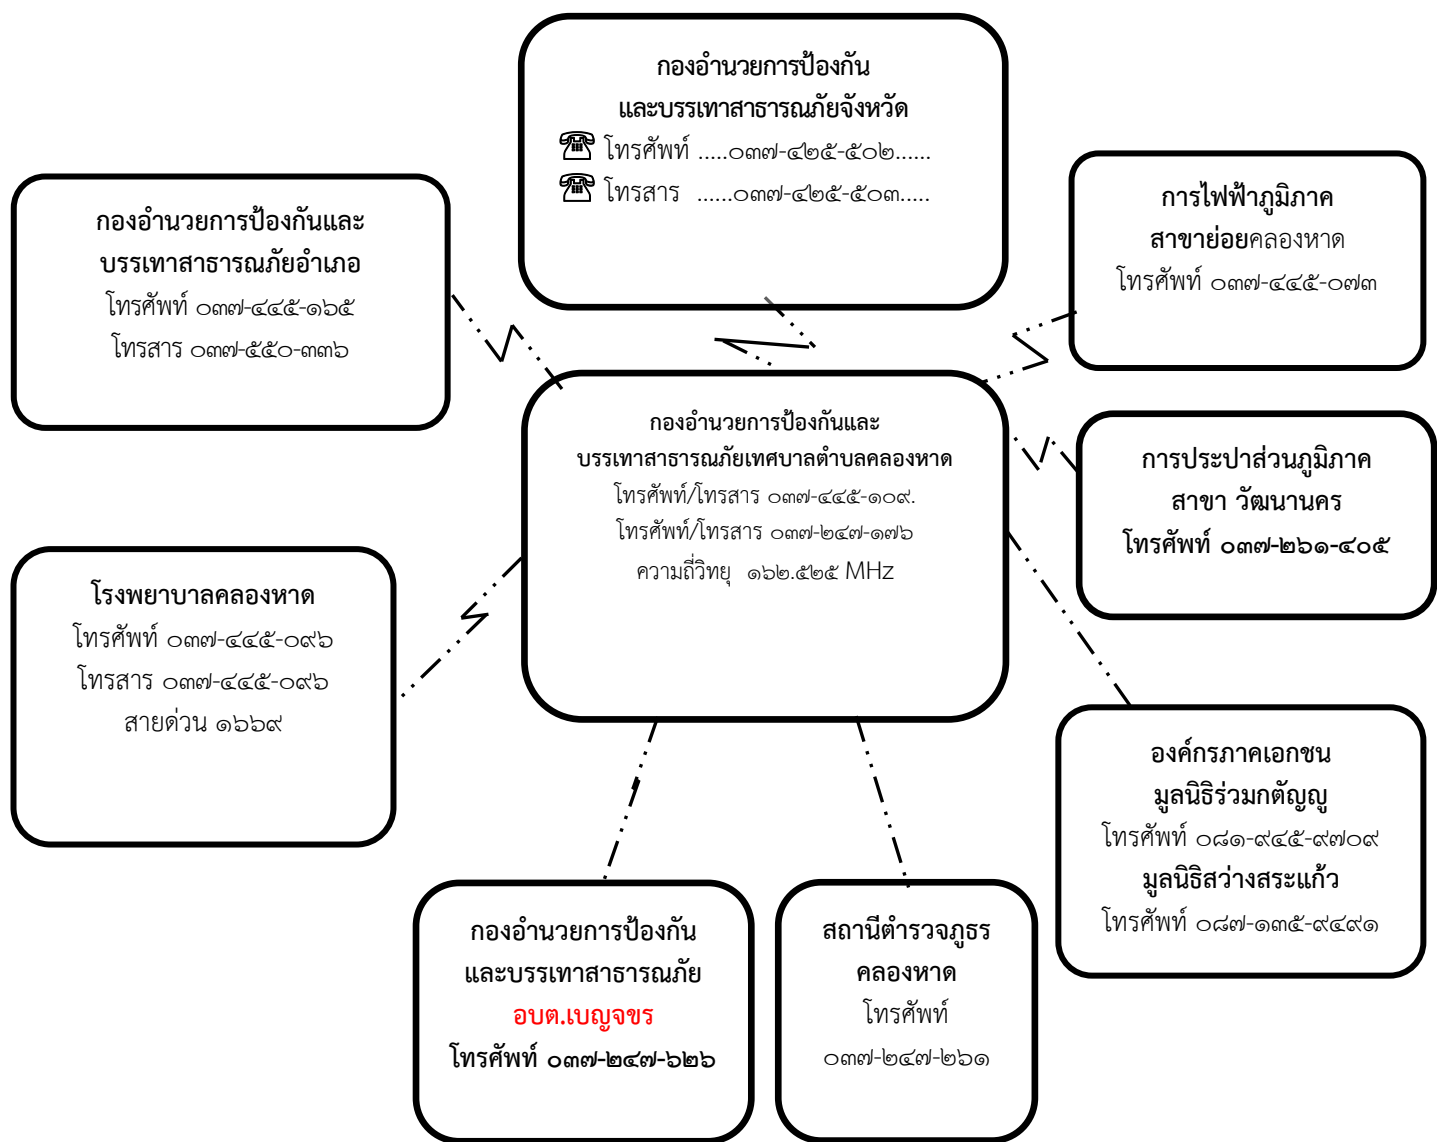 กองอำนวยการป้องกัน
และบรรเทาสาธารณภัยจังหวัด
โทรศัพท์ .....๐๓๗-๔๒๕-๕๐๒......
โทรสาร ......๐๓๗-๔๒๕-๕๐๓.....
กองอำนวยการป้องกันและ
บรรเทาสาธารณภัยอำเภอ
โทรศัพท์ ๐๓๗-๔๔๕-๑๖๕
โทรสาร ๐๓๗-๕๕๐-๓๓๖
การไฟฟ้าภูมิภาค
สาขาย่อยคลองหาด
โทรศัพท์ ๐๓๗-๔๔๕-๐๗๓
กองอำนวยการป้องกันและ
บรรเทาสาธารณภัยเทศบาลตำบลคลองหาด
โทรศัพท์/โทรสาร ๐๓๗-๔๔๕-๑๐๙.
โทรศัพท์/โทรสาร ๐๓๗-๒๔๗-๑๗๖
ความถี่วิทยุ ๑๖๒.๕๒๕ MHz
การประปาส่วนภูมิภาค
สาขา วัฒนานคร
โทรศัพท์ ๐๓๗-๒๖๑-๔๐๕
โรงพยาบาลคลองหาด
โทรศัพท์ ๐๓๗-๔๔๕-๐๙๖
โทรสาร ๐๓๗-๔๔๕-๐๙๖
สายด่วน ๑๖๖๙
องค์กรภาคเอกชน
มูลนิธิร่วมกตัญญู
โทรศัพท์ ๐๘๑-๙๔๕-๙๗๐๙
มูลนิธิสว่างสระแก้ว
โทรศัพท์ ๐๘๗-๑๓๕-๙๔๙๑
กองอำนวยการป้องกัน
และบรรเทาสาธารณภัย
อบต.เบญจขร
โทรศัพท์ ๐๓๗-๒๔๗-๖๒๖
สถานีตำรวจภูธร
คลองหาด
โทรศัพท์
๐๓๗-๒๔๗-๒๖๑